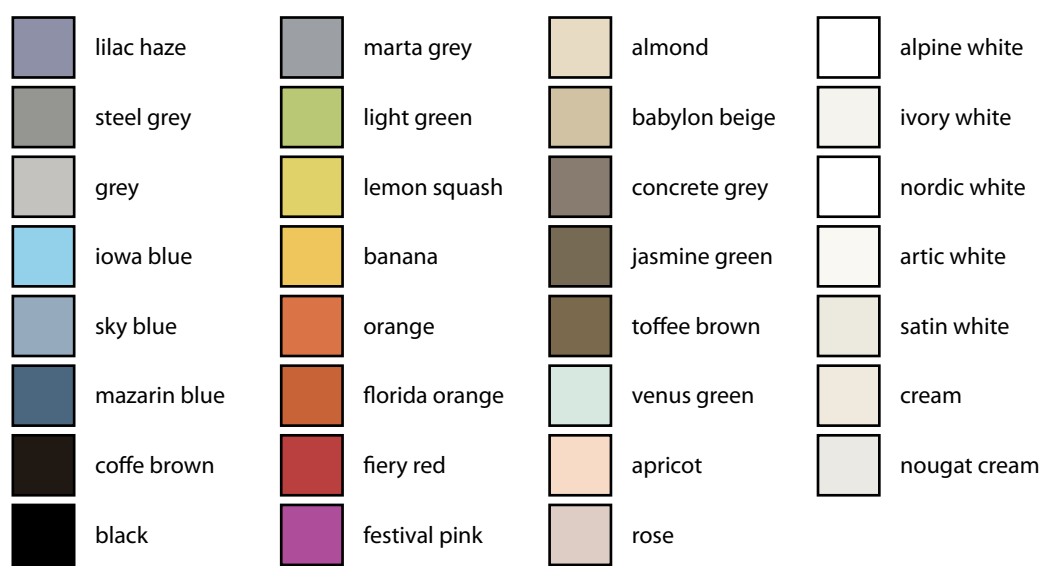 lilac haze
steel grey
grey
iowa blue
sky blue
mazarin blue
coffe brown
black
marta grey
light green
lemon squash
banana
orange
florida orange
fiery red
festival pink
almond
babylon beige
concrete grey
jasmine green
toffee brown
venus green
apricot
rose
alpine white
ivory white
nordic white
artic white
satin white
cream
nougat cream